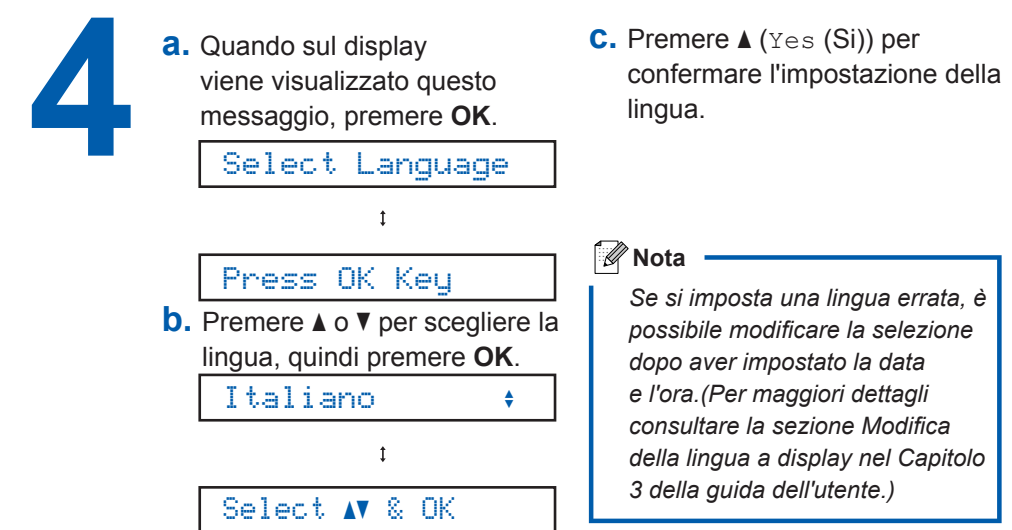 4
a. Quando sul display
viene visualizzato questo
messaggio, premere OK.
Select Language
↕
Press OK Key
b. Premere ▲ o ▼ per scegliere la
lingua, quindi premere OK.
Italiano
↕
Select ▲▼ & OK
c. Premere ▲ (Yes (Si)) per
confermare l'impostazione della
lingua.
Nota
Se si imposta una lingua errata, è
possibile modificare la selezione
dopo aver impostato la data
e l'ora.(Per maggiori dettagli
consultare la sezione Modifica
della lingua a display nel Capitolo
3 della guida dell'utente.)